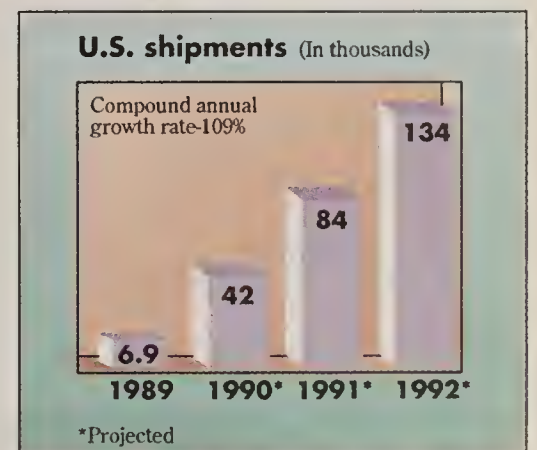 U.S. shipments (In thousands)
Compound annual
growth rate-109%
134
84
42
6.9
1989 1990* 1991* 1992*
*Projected